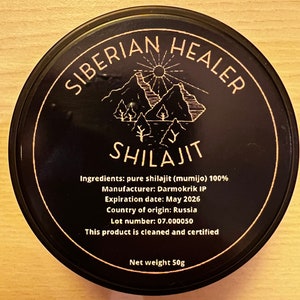 SIBERIAN HEALER
SHILAJIT
Ingredients: pure shilajit (mumijo) 100%
Manufacturer: Darmokrik IP
Expiration date: May 2026
Country of origin: Russia
Lot number: 07.000050
This product is cleaned and certified
Net weight 50g